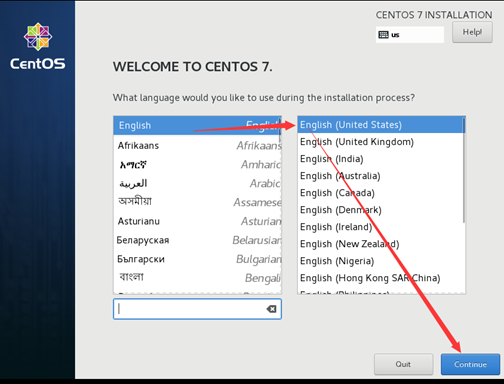 CENTOS 7 INSTALLATION
us
Help!
CentOS
WELCOME TO CENTOS 7.
What language would you like to use during the installation process?
English English
Afrikaans Afrikaans
አማርኛ Amharic
العربية Arabic
অসমীয়া Assamese
Asturianu Asturian
Беларуская Belarusian
Български Bulgarian
বাংলা Bengali
English (United States)
English (United Kingdom)
English (India)
English (Australia)
English (Canada)
English (Denmark)
English (Ireland)
English (New Zealand)
English (Nigeria)
English (Hong Kong SAR China)
English (Philippines)
Quit
Continue